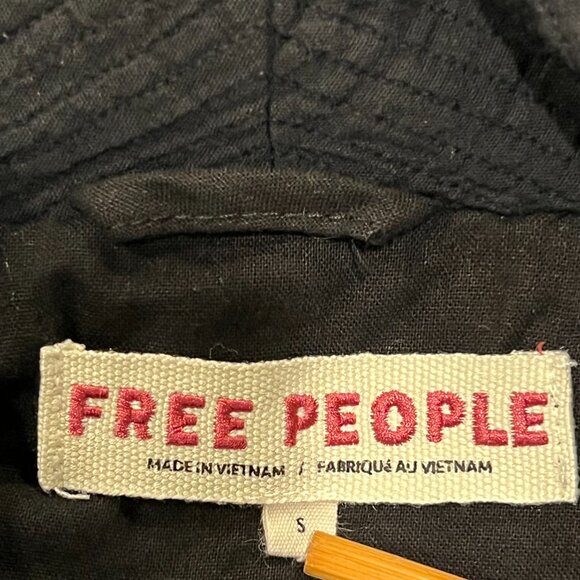 FREE PEOPLE
MADE IN VIETNAM / FABRIQUé AU VIETNAM
S